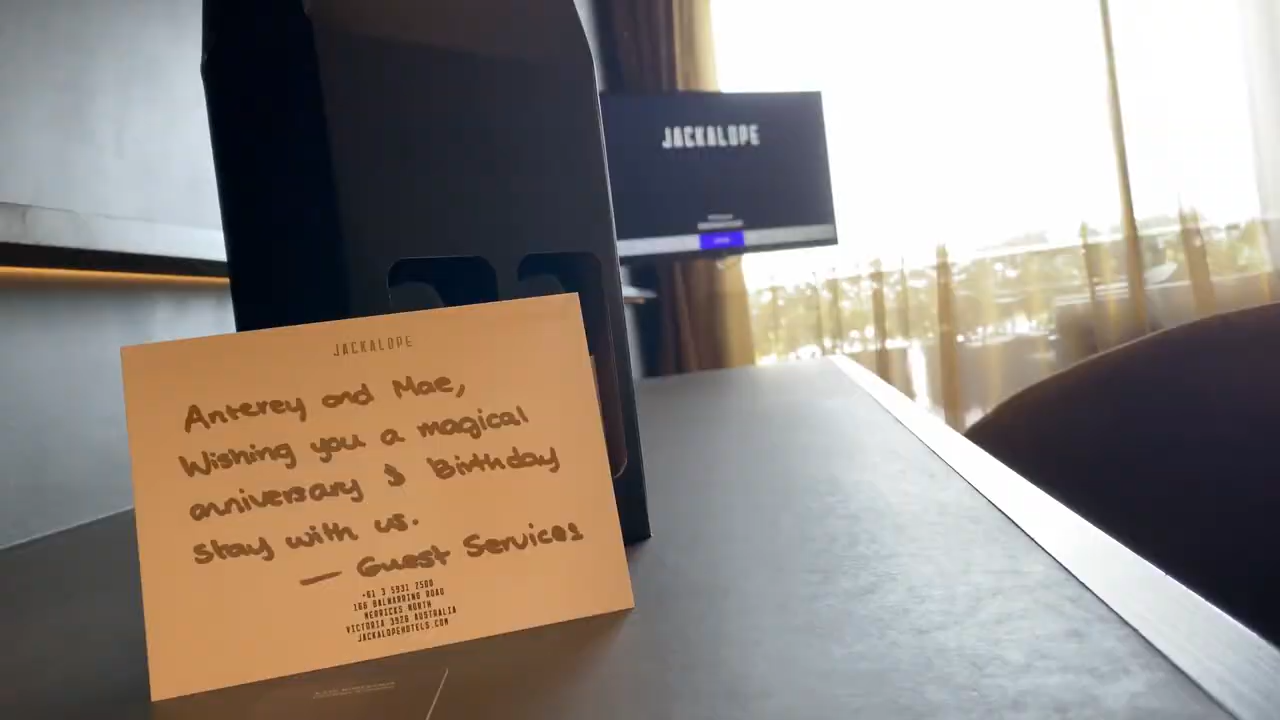 JACKALOPE
JACKALOPE
Anterey and Mae,
Wishing you a magical
anniversary & Birthday
stay with us.
— Guest Services
+61 3 5931 2500
166 BALNARRING ROAD
MERRICKS NORTH
VICTORIA 3926 AUSTRALIA
JACKALOPEHOTELS.COM